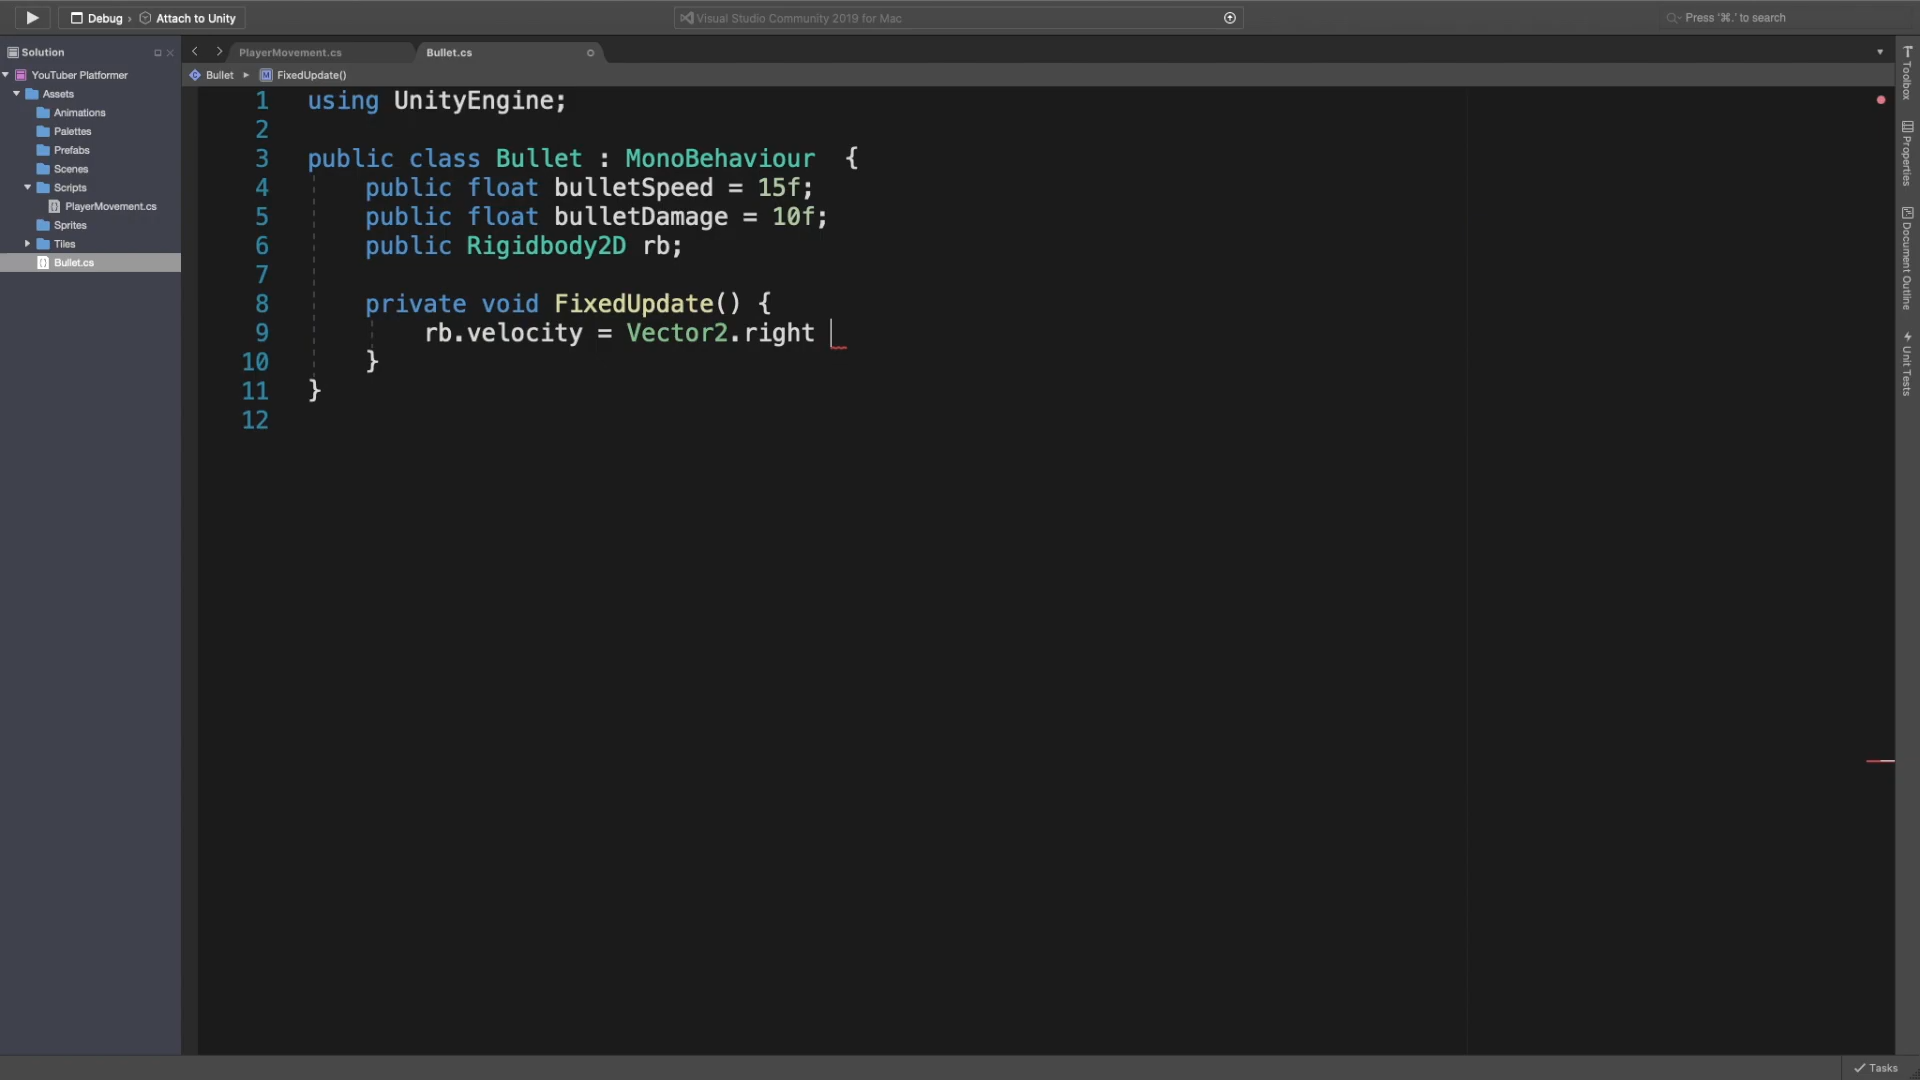 Debug › Attach to Unity
Visual Studio Community 2019 for Mac
Press '⌘.' to search
Solution
YouTuber Platformer
Assets
Animations
Palettes
Prefabs
Scenes
Scripts
PlayerMovement.cs
Sprites
Tiles
Bullet.cs
PlayerMovement.cs
Bullet.cs
Bullet
FixedUpdate()
1 using UnityEngine;
2
3 public class Bullet : MonoBehaviour  {
4     public float bulletSpeed = 15f;
5     public float bulletDamage = 10f;
6     public Rigidbody2D rb;
7
8     private void FixedUpdate() {
9         rb.velocity = Vector2.right
10     }
11 }
12
Toolbox
Properties
Document Outline
Unit Tests
Tasks